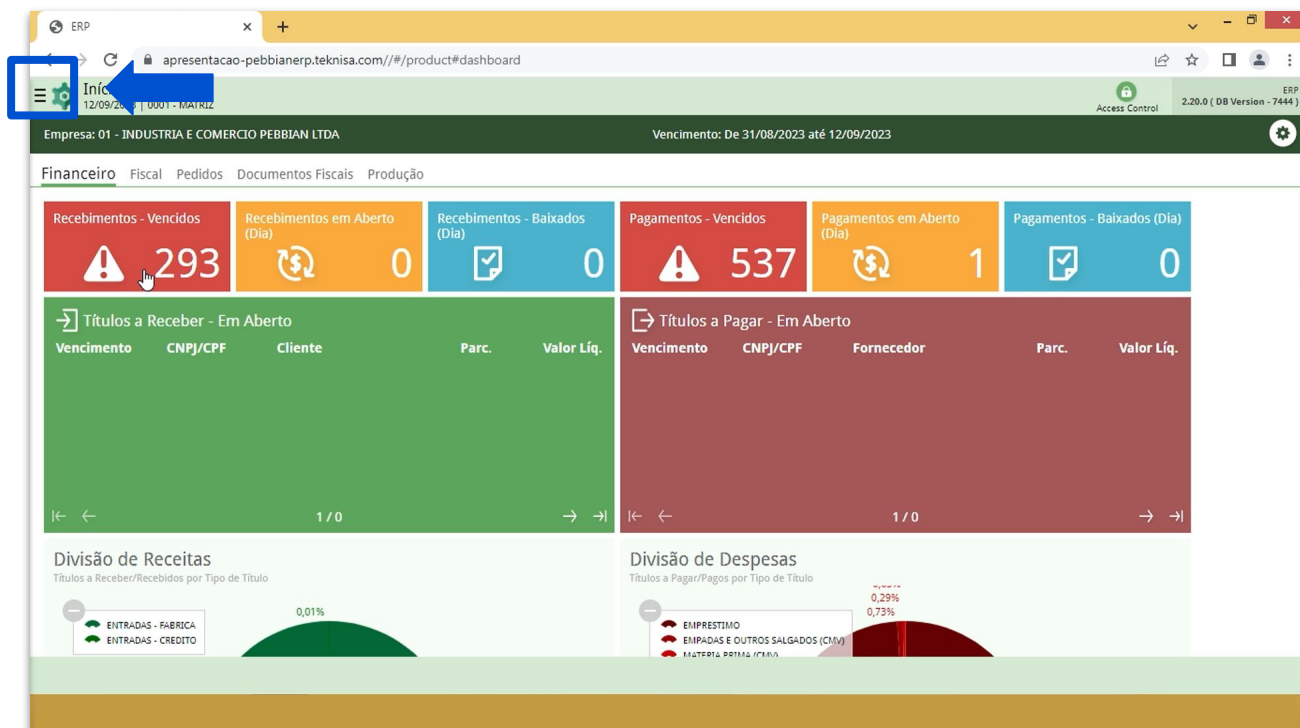 ERP
apresentacao-pebbianerp.teknisa.com//#/product#dashboard
0001 - MATRIZ
Access Control
ERP
2.20.0 ( DB Version - 7444 )
Empresa: 01 - INDUSTRIA E COMERCIO PEBBIAN LTDA
Vencimento: De 31/08/2023 até 12/09/2023
Financeiro Fiscal Pedidos Documentos Fiscais Produção
Recebimentos - Vencidos
293
Recebimentos em Aberto
(Dia)
0
Recebimentos - Baixados
(Dia)
0
Pagamentos - Vencidos
537
Pagamentos em Aberto
(Dia)
1
Pagamentos - Baixados (Dia)
0
Títulos a Receber - Em Aberto
Vencimento CNPJ/CPF Cliente Parc. Valor Líq.
1 / 0
Títulos a Pagar - Em Aberto
Vencimento CNPJ/CPF Fornecedor Parc. Valor Líq.
1 / 0
Divisão de Receitas
Títulos a Receber/Recebidos por Tipo de Título
ENTRADAS - FABRICA
ENTRADAS - CREDITO
0,01%
Divisão de Despesas
Títulos a Pagar/Pagos por Tipo de Título
0,29%
0,73%
EMPRESTIMO
EMPADAS E OUTROS SALGADOS (CMV)
MATERIA PRIMA (CMV)